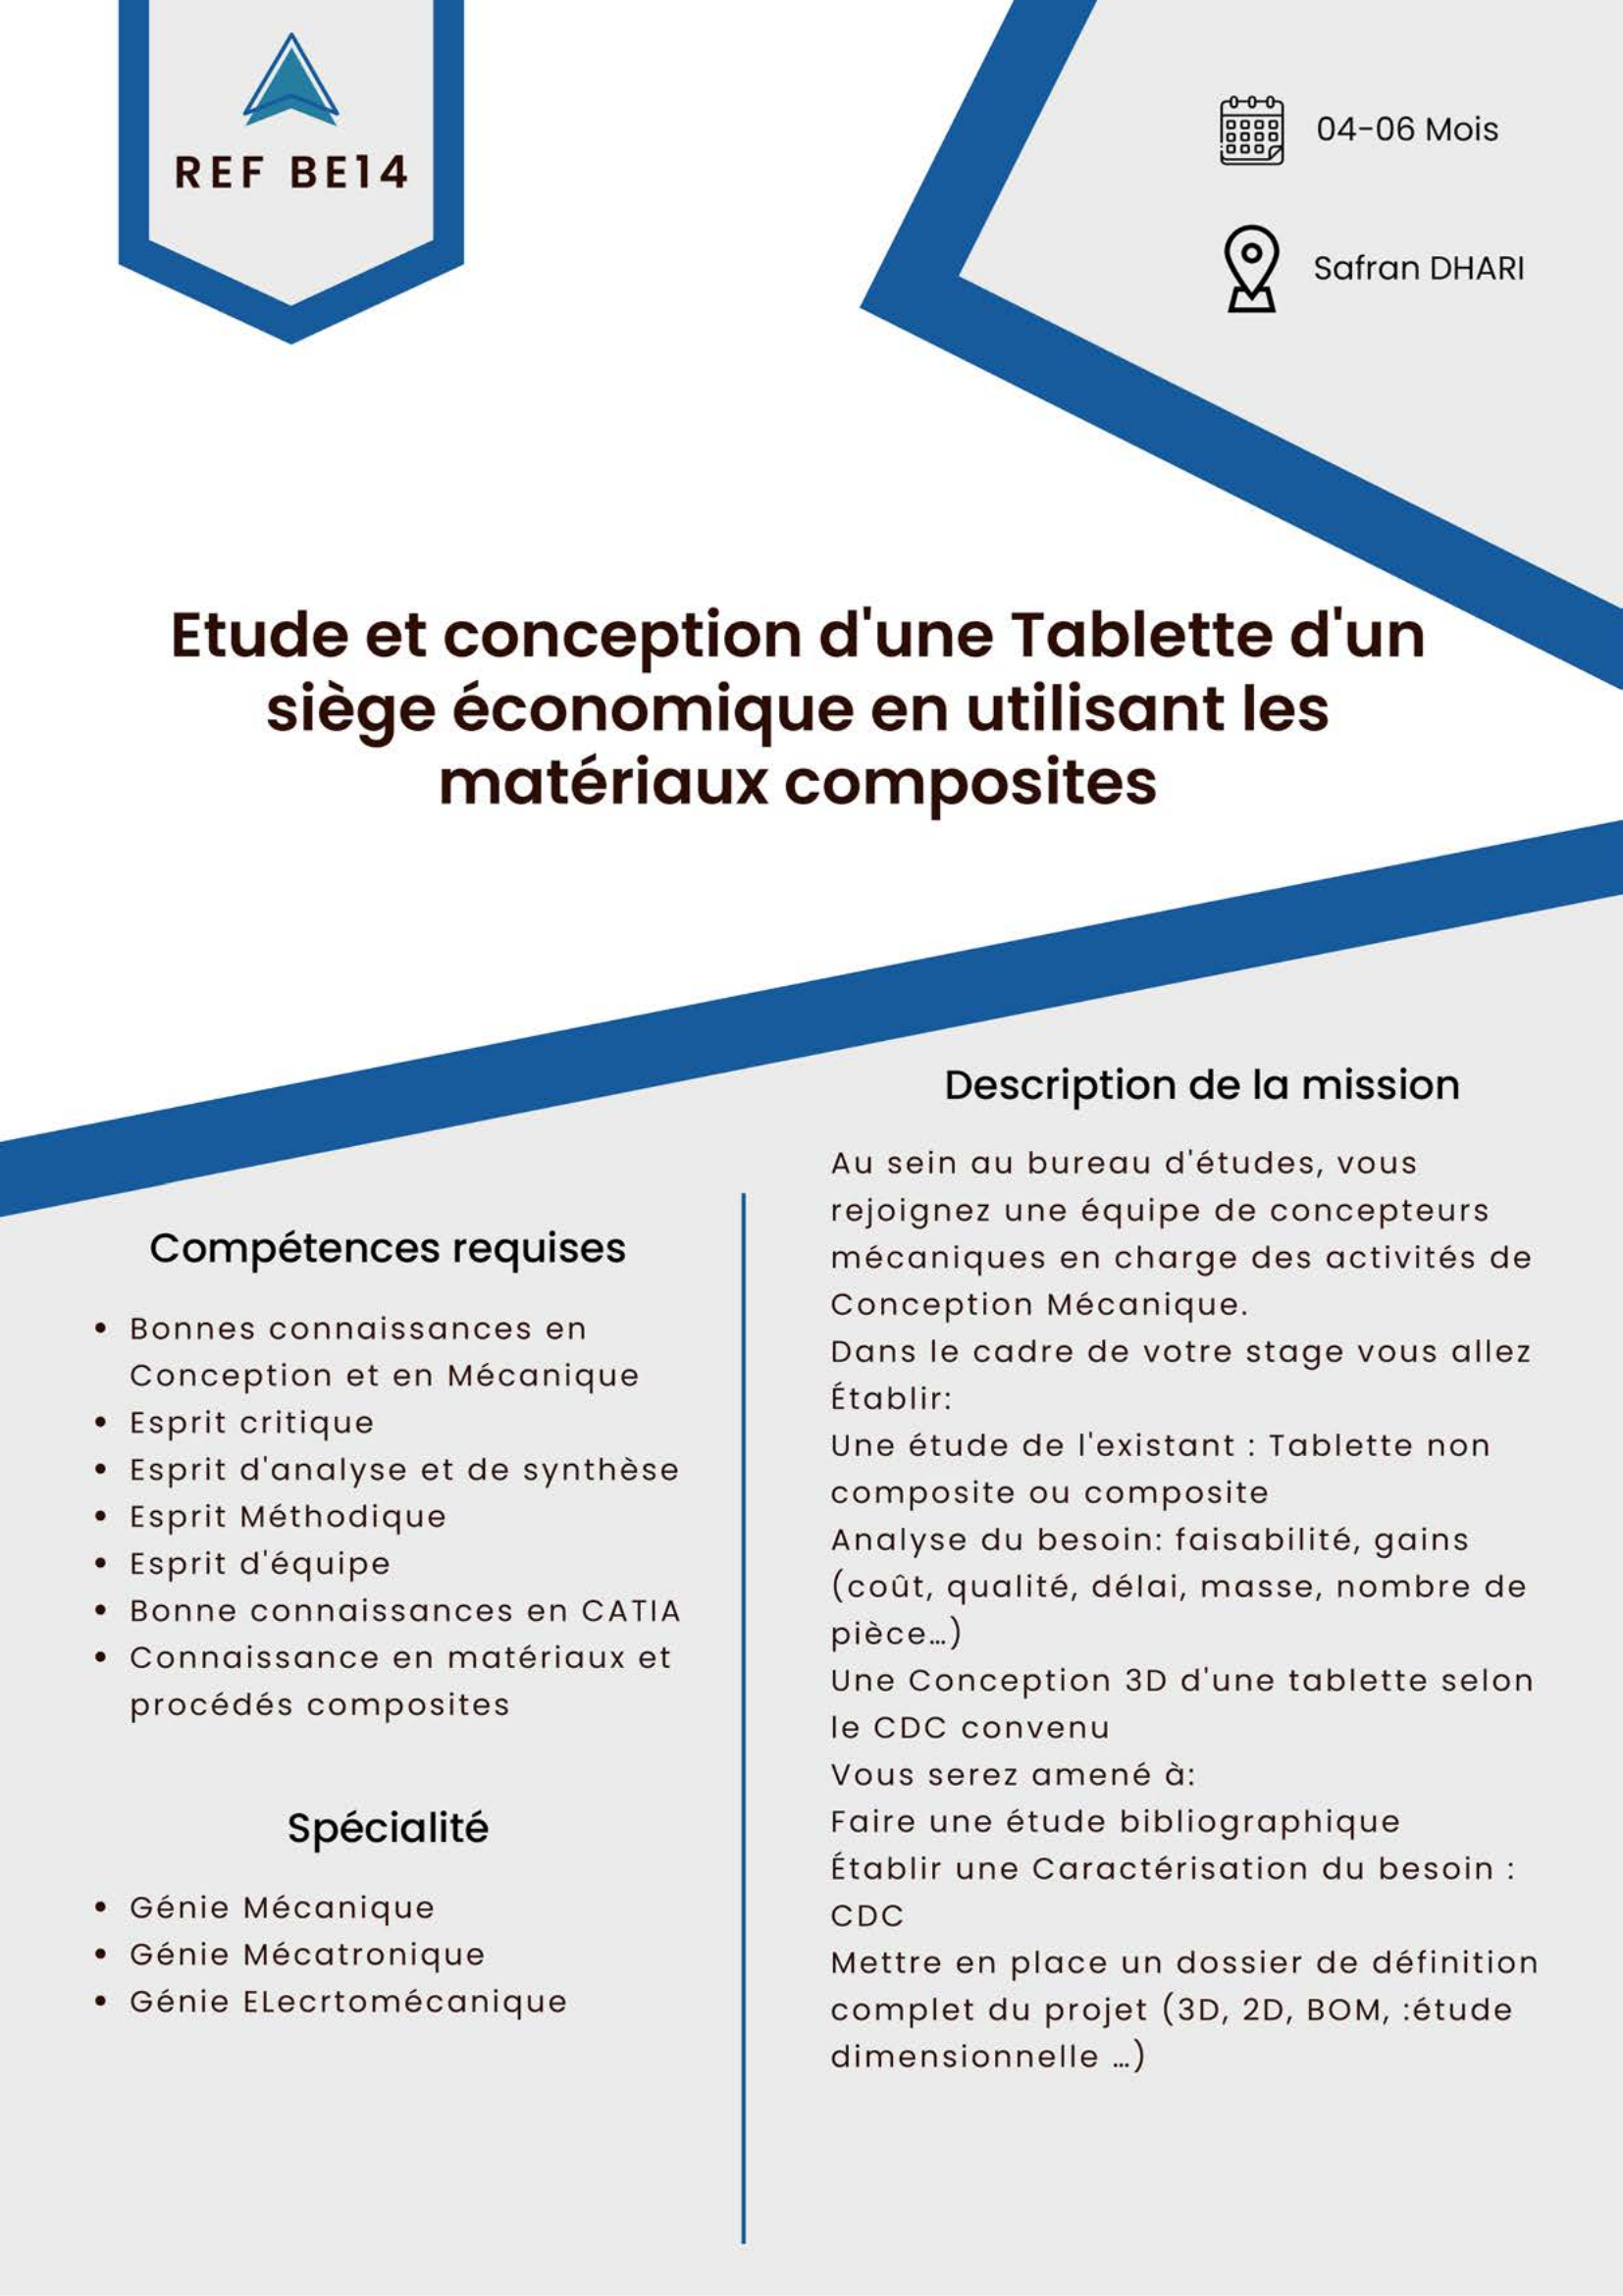 REF BE14
04-06 Mois
Safran DHARI
Etude et conception d'une Tablette d'un
siège économique en utilisant les
matériaux composites
Compétences requises
• Bonnes connaissances en
Conception et en Mécanique
• Esprit critique
• Esprit d'analyse et de synthèse
• Esprit Méthodique
• Esprit d'équipe
• Bonne connaissances en CATIA
• Connaissance en matériaux et
procédés composites
Spécialité
• Génie Mécanique
• Génie Mécatronique
• Génie ELecrtomécanique
Description de la mission
Au sein au bureau d'études, vous
rejoignez une équipe de concepteurs
mécaniques en charge des activités de
Conception Mécanique.
Dans le cadre de votre stage vous allez
Établir:
Une étude de l'existant : Tablette non
composite ou composite
Analyse du besoin: faisabilité, gains
(coût, qualité, délai, masse, nombre de
pièce…)
Une Conception 3D d'une tablette selon
le CDC convenu
Vous serez amené à:
Faire une étude bibliographique
Établir une Caractérisation du besoin :
CDC
Mettre en place un dossier de définition
complet du projet (3D, 2D, BOM, :étude
dimensionnelle …)